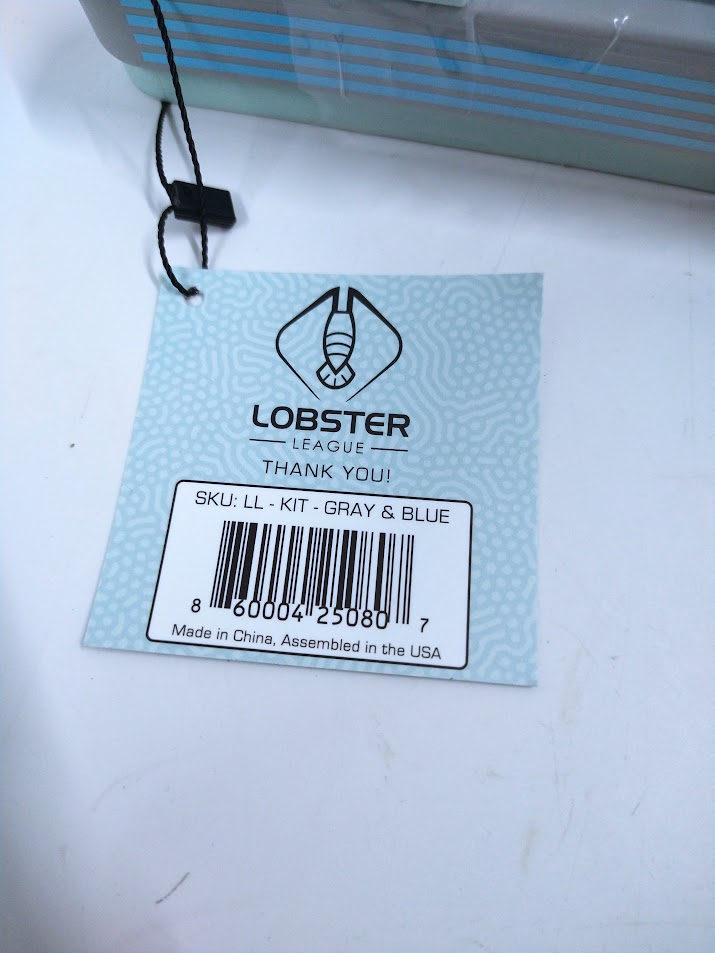 LOBSTER
LEAGUE
THANK YOU!
SKU: LL - KIT - GRAY & BLUE
8 60004 25080 7
Made in China, Assembled in the USA